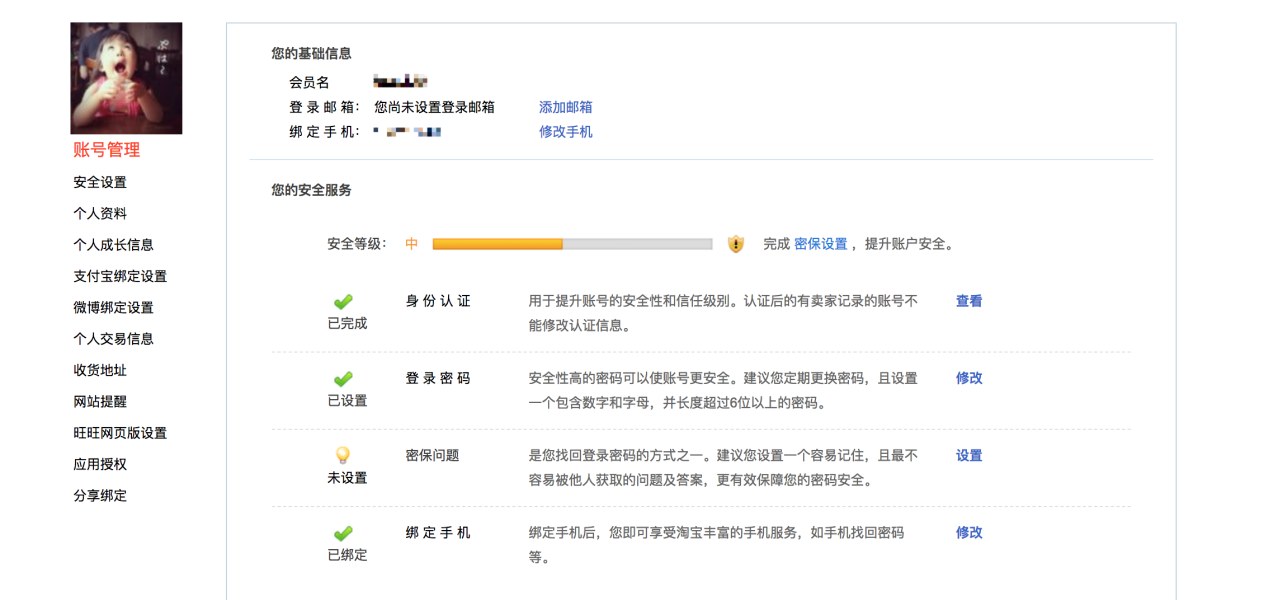 ぷはぁ
账号管理
安全设置
个人资料
个人成长信息
支付宝绑定设置
微博绑定设置
个人交易信息
收货地址
网站提醒
旺旺网页版设置
应用授权
分享绑定
您的基础信息
会员名
登 录 邮 箱： 您尚未设置登录邮箱 添加邮箱
绑 定 手 机： 修改手机
您的安全服务
安全等级： 中 完成 密保设置 ，提升账户安全。
身 份 认 证 用于提升账号的安全性和信任级别。认证后的有卖家记录的账号不 查看
已完成 能修改认证信息。
登 录 密 码 安全性高的密码可以使账号更安全。建议您定期更换密码，且设置 修改
已设置 一个包含数字和字母，并长度超过6位以上的密码。
密保问题 是您找回登录密码的方式之一。建议您设置一个容易记住，且最不 设置
未设置 容易被他人获取的问题及答案，更有效保障您的密码安全。
绑 定 手 机 绑定手机后，您即可享受淘宝丰富的手机服务，如手机找回密码 修改
已绑定 等。